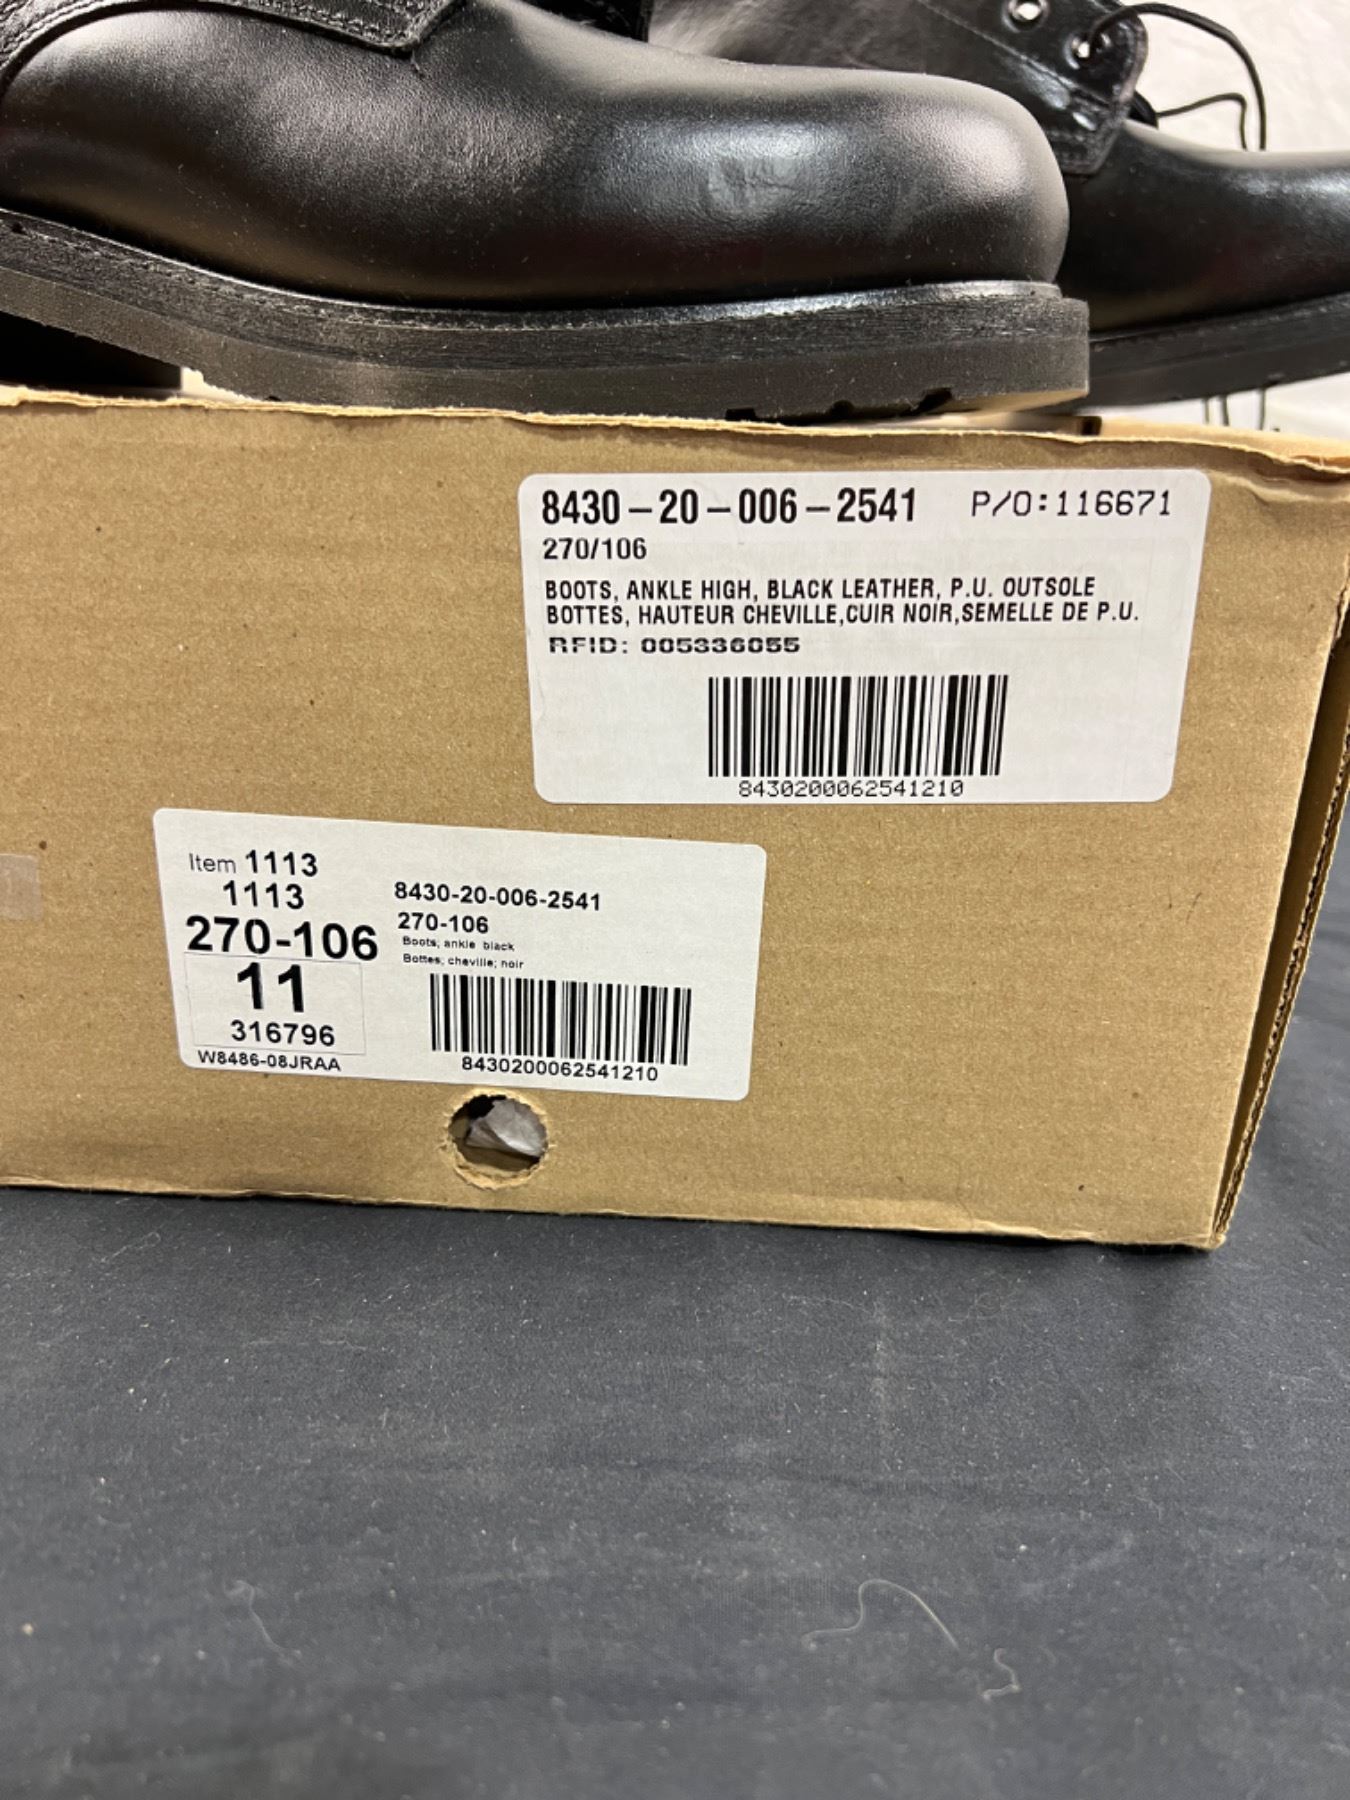 8430-20-006-2541 P/O:116671
270/106
BOOTS, ANKLE HIGH, BLACK LEATHER, P.U. OUTSOLE
BOTTES, HAUTEUR CHEVILLE,CUIR NOIR,SEMELLE DE P.U.
RFID: 005336055
8430200062541210
Item 1113
1113
270-106
11
316796
W8486-08JRAA
8430-20-006-2541
270-106
Boots, ankle black
Bottes; cheville; noir
8430200062541210